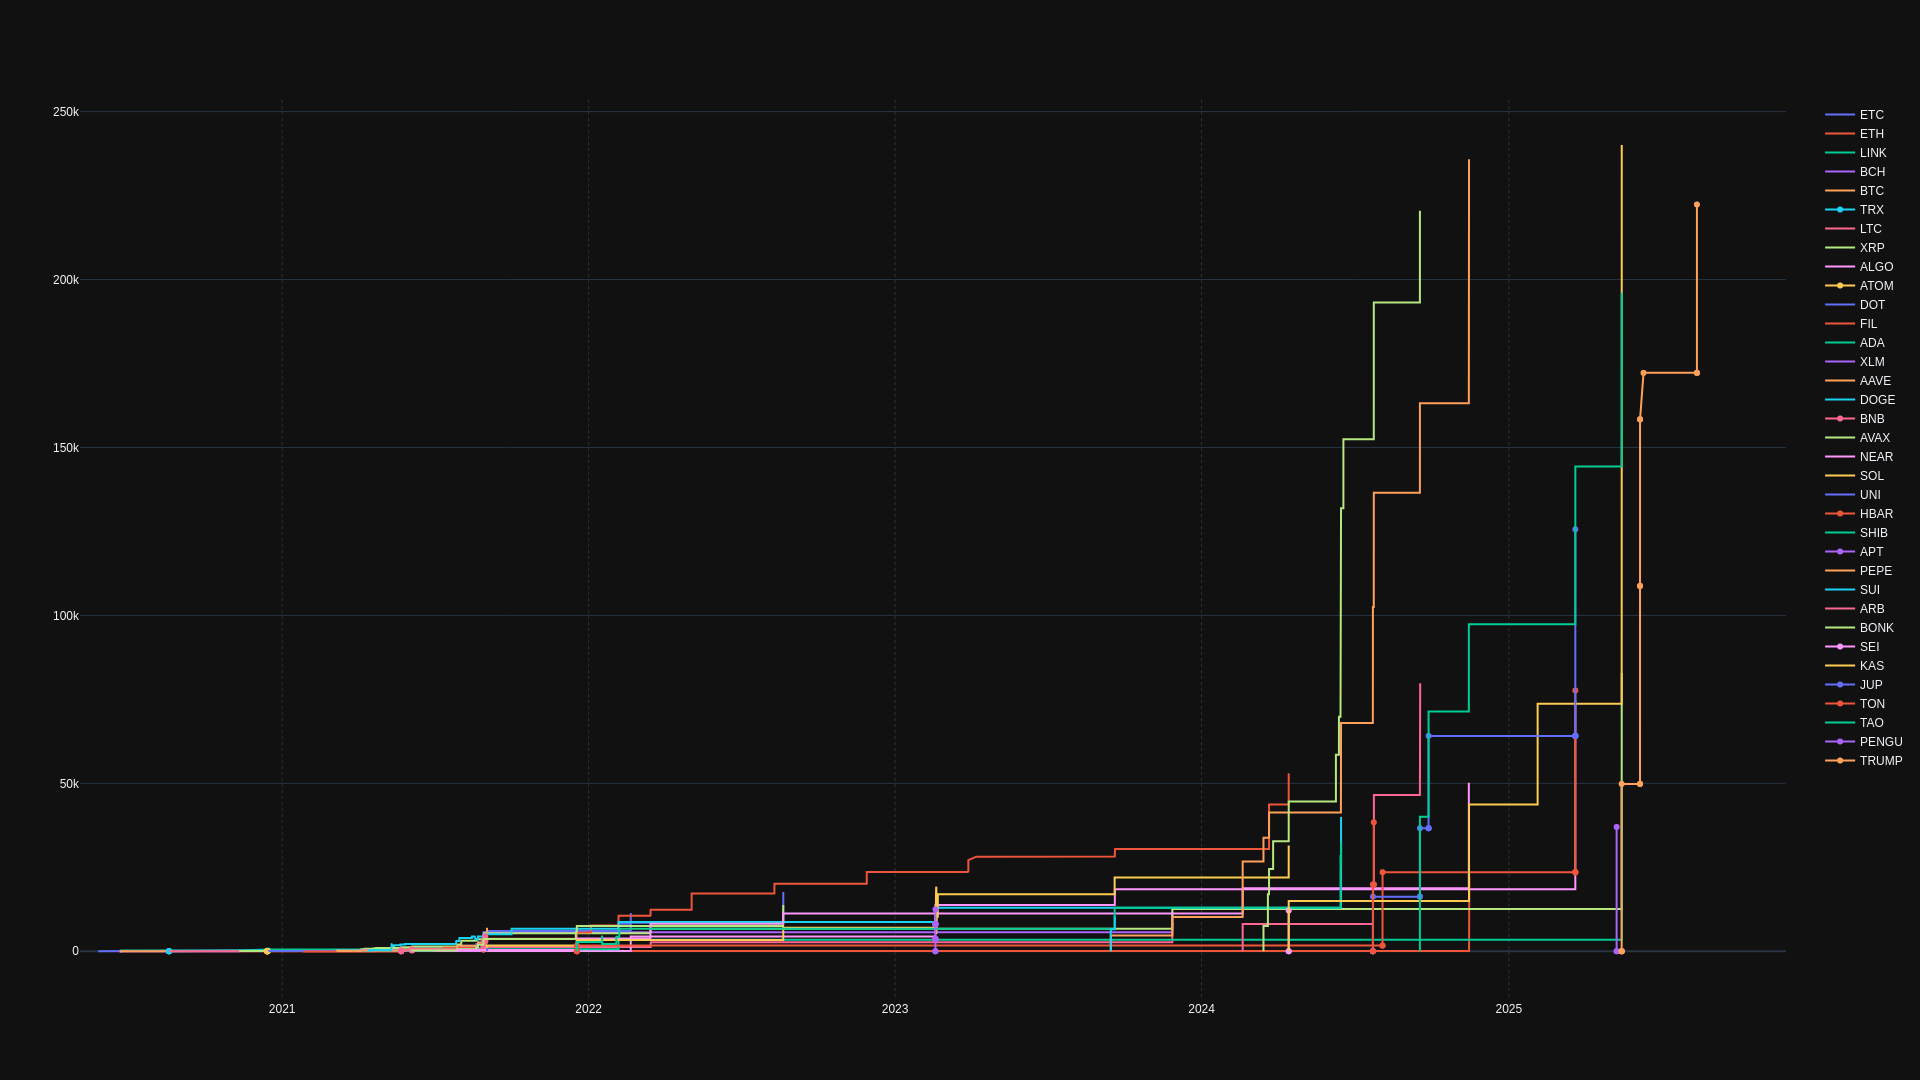 250k
200k
150k
100k
50k
0
2021
2022
2023
2024
2025
ETC
ETH
LINK
BCH
BTC
TRX
LTC
XRP
ALGO
ATOM
DOT
FIL
ADA
XLM
AAVE
DOGE
BNB
AVAX
NEAR
SOL
UNI
HBAR
SHIB
APT
PEPE
SUI
ARB
BONK
SEI
KAS
JUP
TON
TAO
PENGU
TRUMP